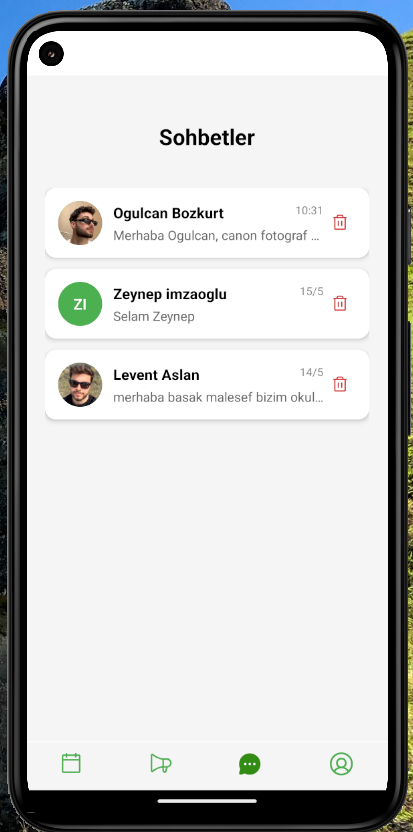 Sohbetler
Ogulcan Bozkurt
10:31
Merhaba Ogulcan, canon fotograf ...
ZI
Zeynep imzaoglu
15/5
Selam Zeynep
Levent Aslan
14/5
merhaba basak malesef bizim okul...